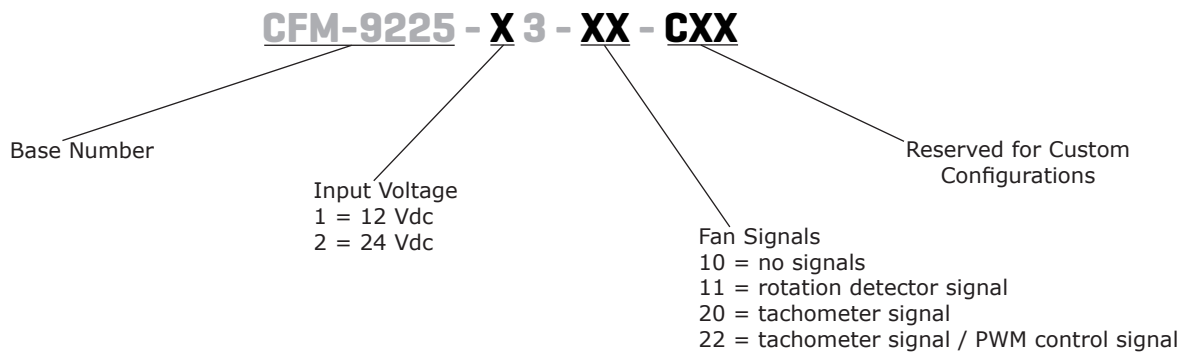 CFM-9225 - X 3 - XX - CXX
Base Number
Input Voltage
1 = 12 Vdc
2 = 24 Vdc
Fan Signals
10 = no signals
11 = rotation detector signal
20 = tachometer signal
22 = tachometer signal / PWM control signal
Reserved for Custom
Configurations